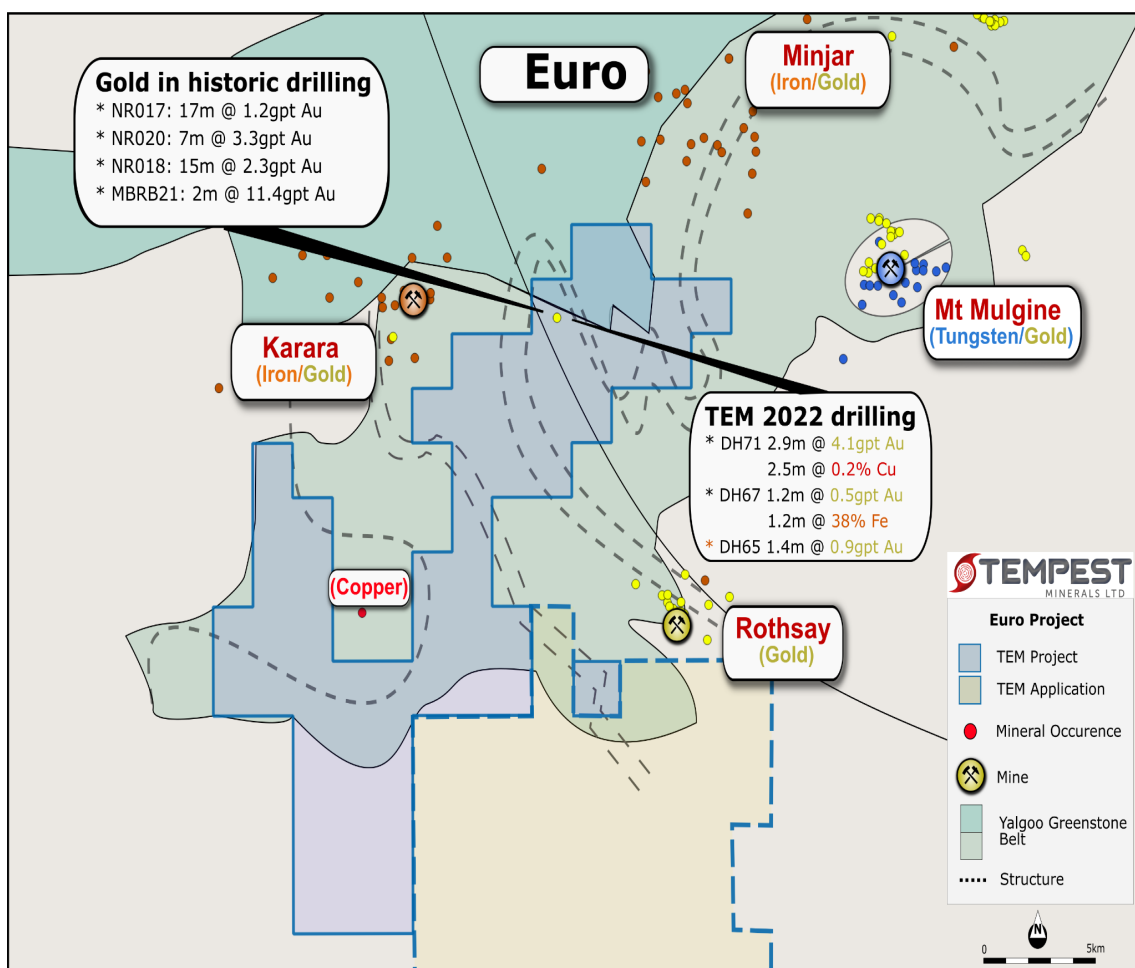 Euro
Gold in historic drilling
* NR017: 17m @ 1.2gpt Au
* NR020: 7m @ 3.3gpt Au
* NR018: 15m @ 2.3gpt Au
* MBRB21: 2m @ 11.4gpt Au
Minjar
(Iron/Gold)
Karara
(Iron/Gold)
Mt Mulgine
(Tungsten/Gold)
TEM 2022 drilling
* DH71 2.9m @ 4.1gpt Au
2.5m @ 0.2% Cu
* DH67 1.2m @ 0.5gpt Au
1.2m @ 38% Fe
* DH65 1.4m @ 0.9gpt Au
(Copper)
Rothsay
(Gold)
TEMPEST
MINERALS LTD
Euro Project
TEM Project
TEM Application
Mineral Occurence
Mine
Yalgoo Greenstone
Belt
Structure
N
0 5km